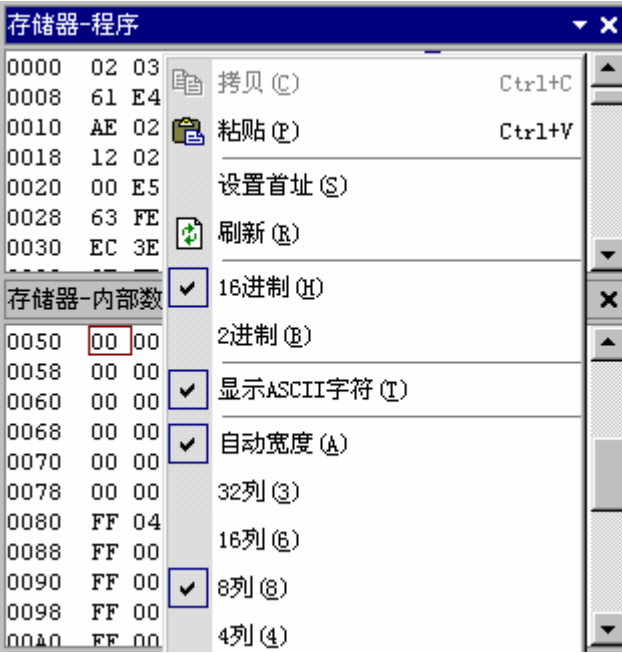 存储器-程序
0000 02 03
0008 61 E4
0010 AE 02
0018 12 02
0020 00 E5
0028 63 FE
0030 EC 3E
存储器-内部数
0050 00 00
0058 00 00
0060 00 00
0068 00 00
0070 00 00
0078 00 00
0080 FF 04
0088 FF 00
0090 FF 00
0098 FF 00
00A0 FF 00
拷贝(C) Ctrl+C
粘贴(P) Ctrl+V
设置首址(S)
刷新(R)
16进制(H)
2进制(B)
显示ASCII字符(T)
自动宽度(A)
32列(3)
16列(6)
8列(8)
4列(4)